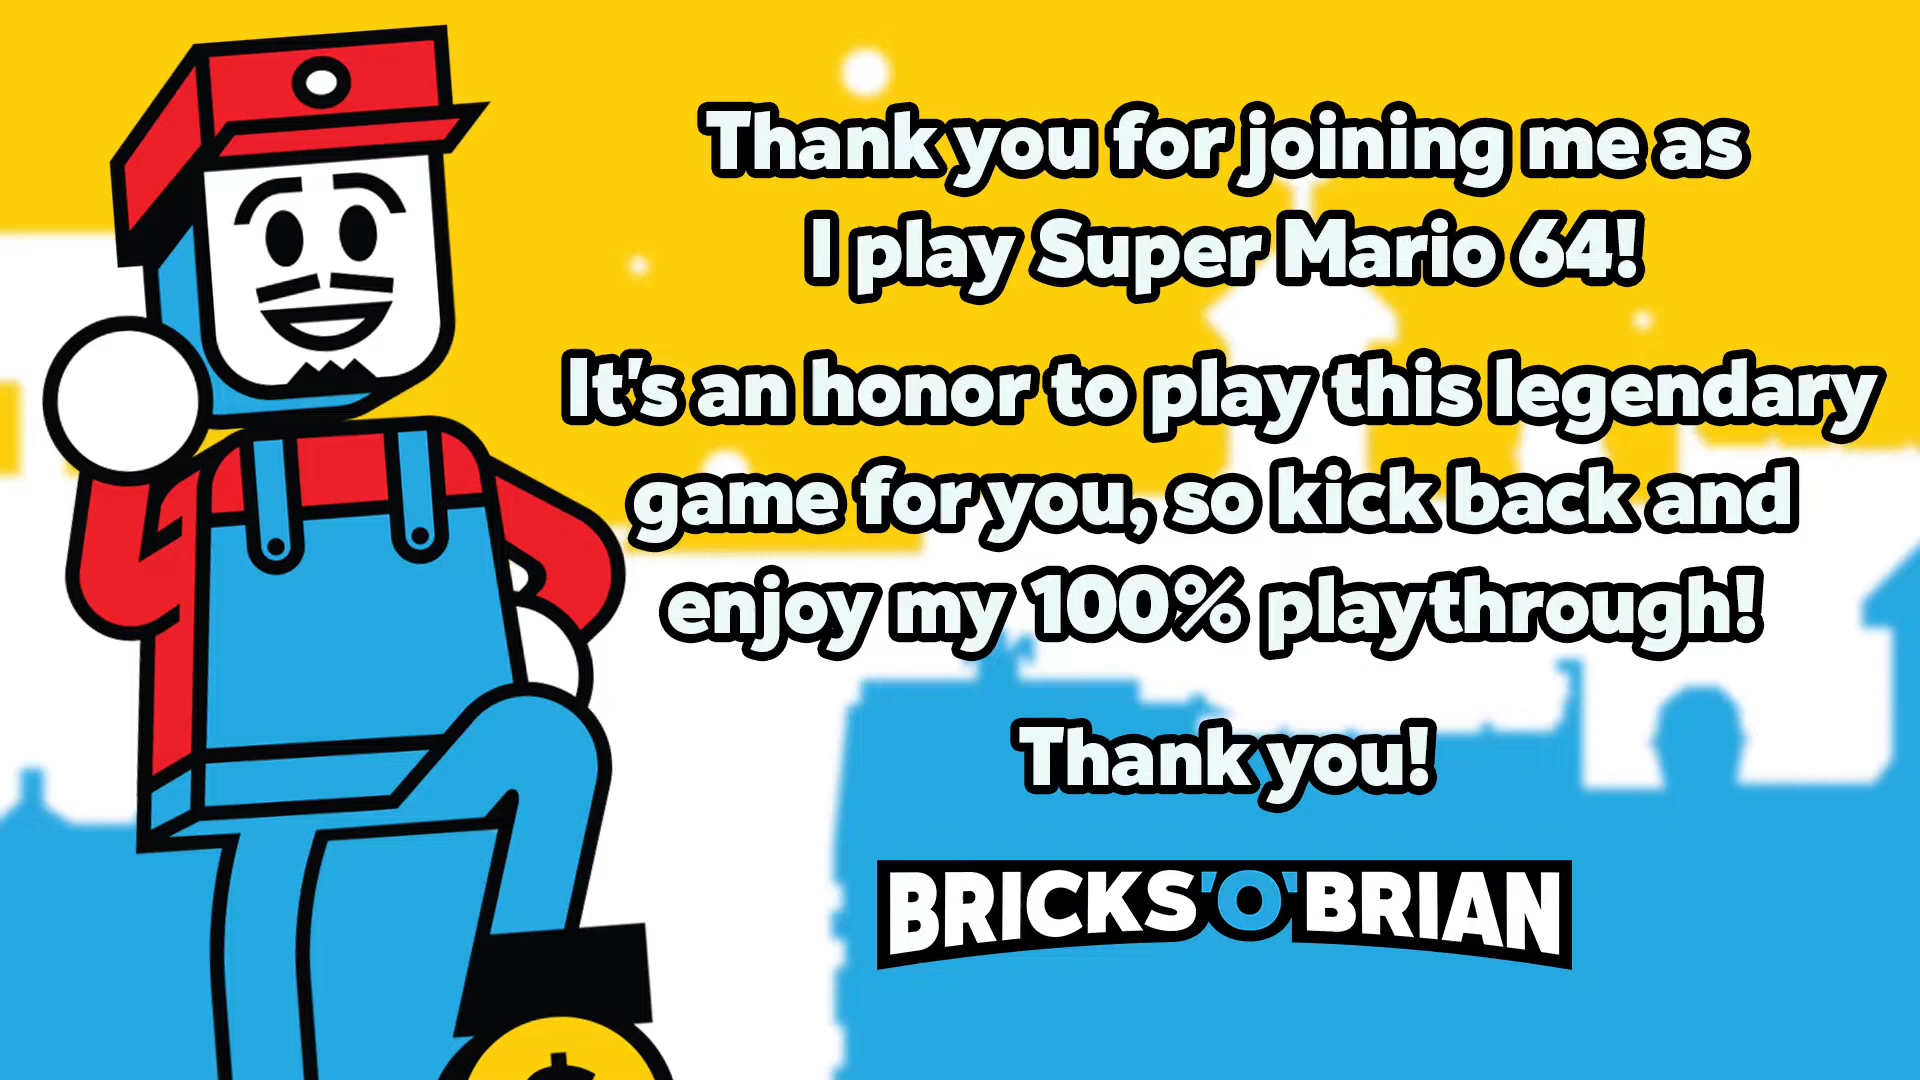 Thank you for joining me as
I play Super Mario 64!
It's an honor to play this legendary
game for you, so kick back and
enjoy my 100% playthrough!
Thank you!
BRICKS'O'BRIAN
$